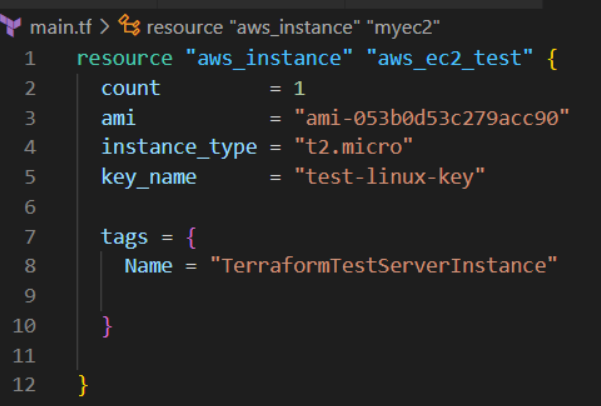 main.tf > resource "aws_instance" "myec2"
1 resource "aws_instance" "aws_ec2_test" {
2 count = 1
3 ami = "ami-053b0d53c279acc90"
4 instance_type = "t2.micro"
5 key_name = "test-linux-key"
6
7 tags = {
8 Name = "TerraformTestServerInstance"
9
10 }
11
12 }